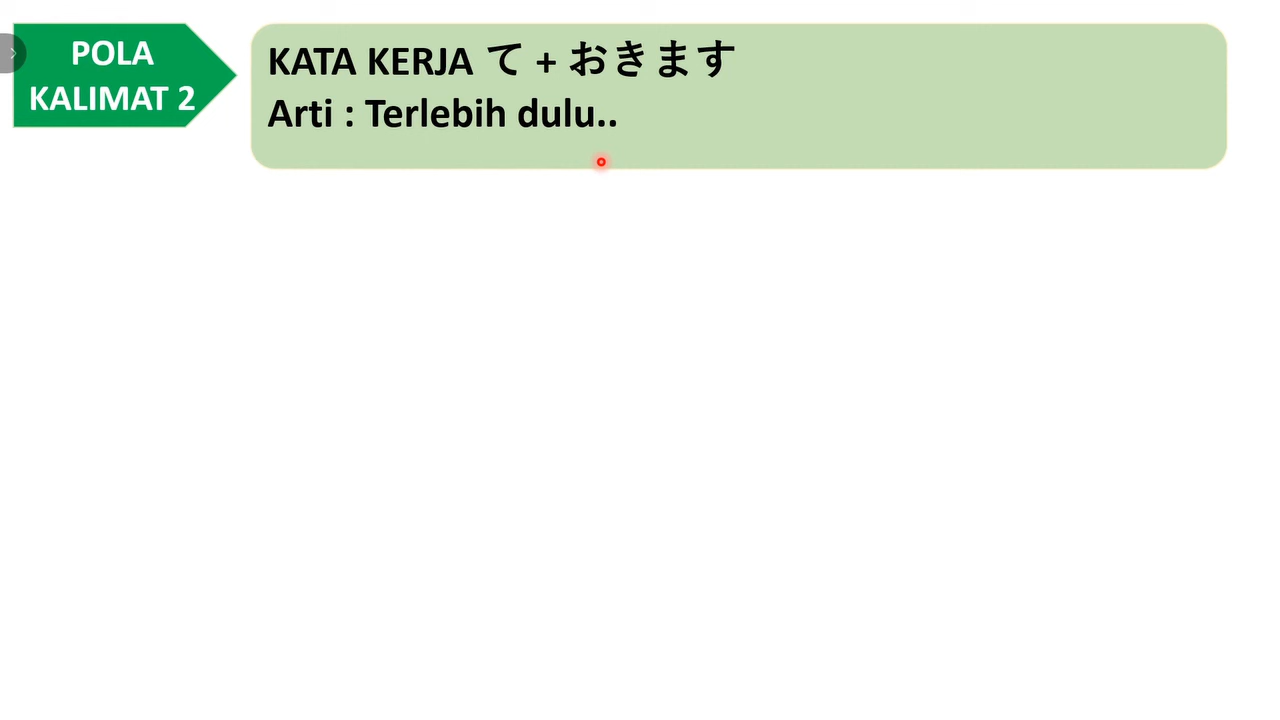 POLA
KALIMAT 2
KATA KERJA て + おきます
Arti : Terlebih dulu..